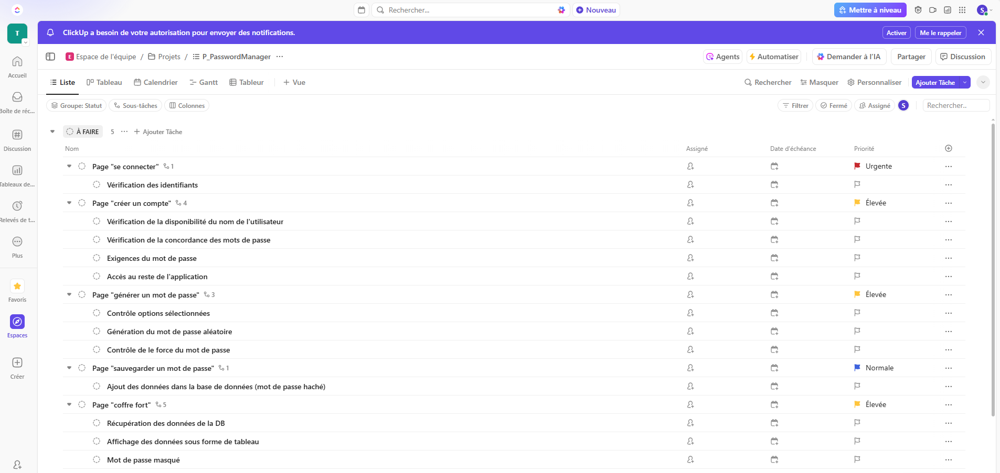 Rechercher...
Nouveau
Mettre à niveau
S
T
ClickUp a besoin de votre autorisation pour envoyer des notifications.
Activer
Me le rappeler
E Espace de l'équipe / Projets / P_PasswordManager ...
Agents
Automatiser
Demander à l'IA
Partager
Discussion
Accueil
Boîte de réc...
Discussion
Tableaux de...
Relevés de t...
Plus
Favoris
Espaces
Créer
Liste
Tableau
Calendrier
Gantt
Tableur
Vue
Rechercher
Masquer
Personnaliser
Ajouter Tâche
Groupe: Statut
Sous-tâches
Colonnes
Filtrer
Fermé
Assigné
S
Rechercher..
À FAIRE 5 ... Ajouter Tâche
Nom Assigné Date d'échéance Priorité
Page "se connecter" 1 Urgente
Vérification des identifiants
Page "créer un compte" 4 Élevée
Vérification de la disponibilité du nom de l'utilisateur
Vérification de la concordance des mots de passe
Exigences du mot de passe
Accès au reste de l'application
Page "générer un mot de passe" 3 Élevée
Contrôle options sélectionnées
Génération du mot de passe aléatoire
Contrôle de le force du mot de passe
Page "sauvegarder un mot de passe" 1 Normale
Ajout des données dans la base de données (mot de passe haché)
Page "coffre fort" 5 Élevée
Récupération des données de la DB
Affichage des données sous forme de tableau
Mot de passe masqué